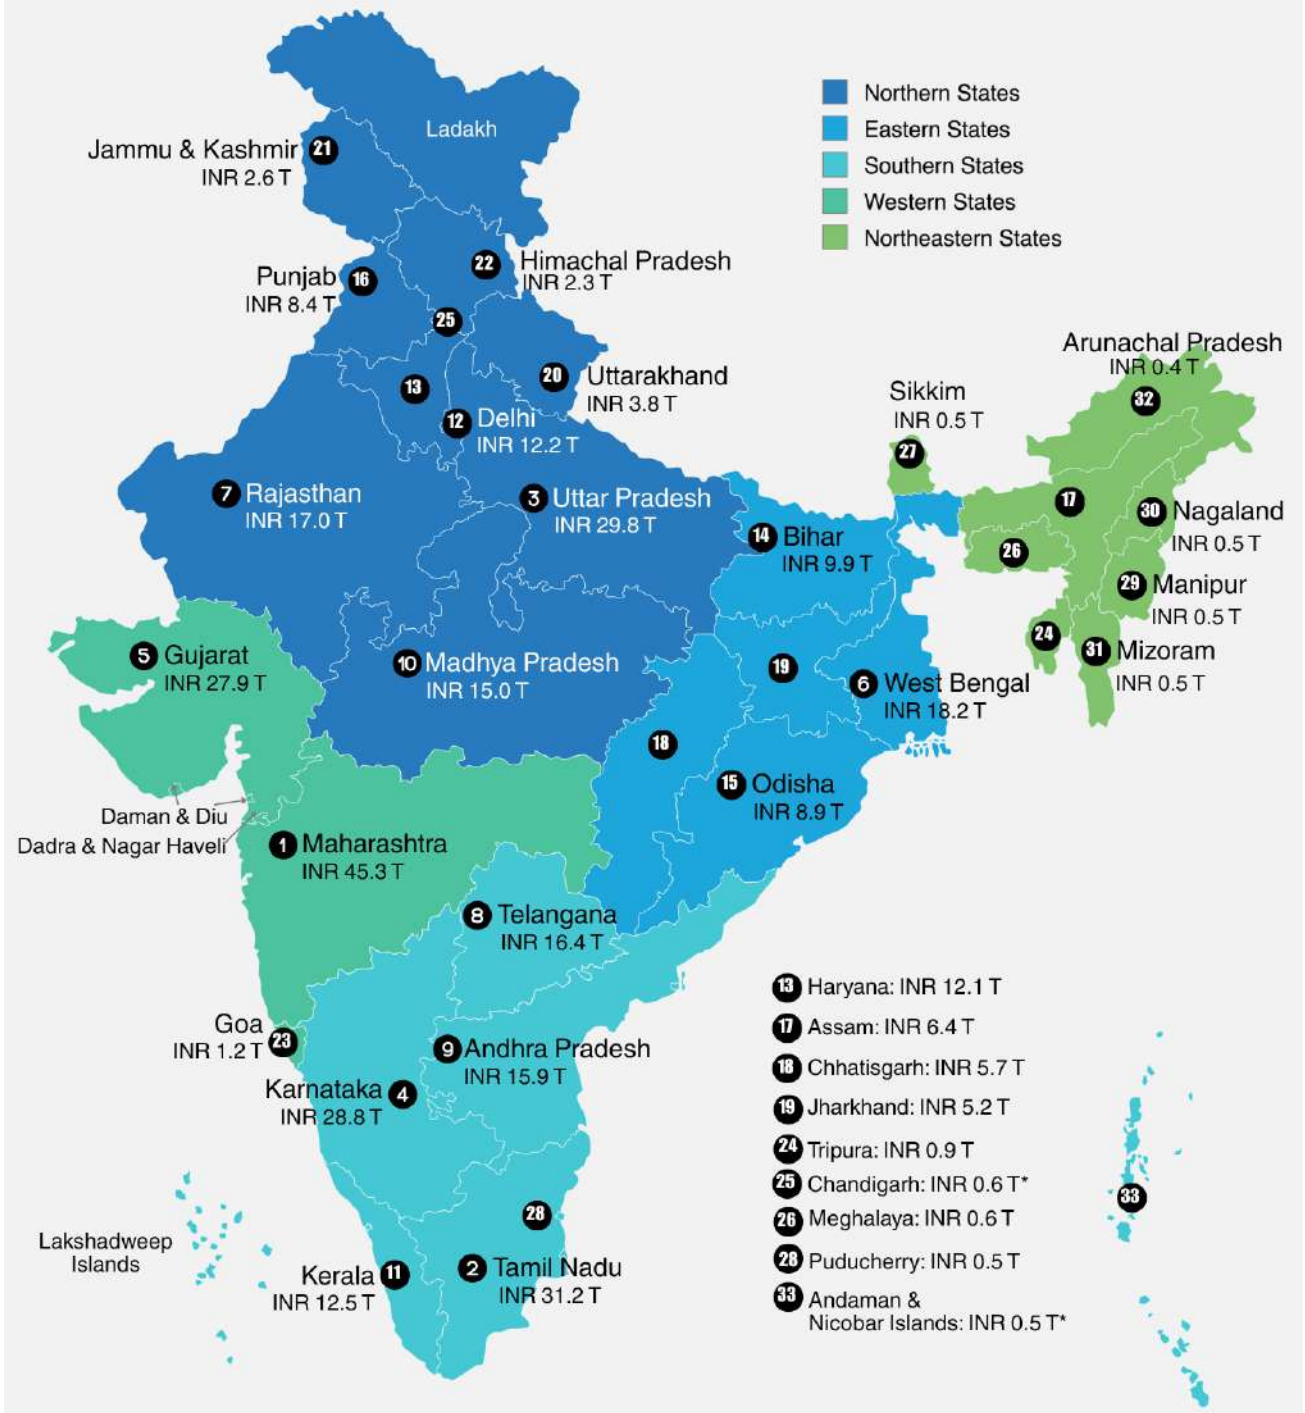 Ladakh
Northern States
Eastern States
Southern States
Western States
Northeastern States
21
Jammu & Kashmir
INR 2.6 T
22
Himachal Pradesh
INR 2.3 T
16
Punjab
INR 8.4 T
25
20
Uttarakhand
INR 3.8 T
13
12
Delhi
INR 12.2 T
Arunachal Pradesh
INR 0.4 T
32
Sikkim
INR 0.5 T
27
7
Rajasthan
INR 17.0 T
3
Uttar Pradesh
INR 29.8 T
14
Bihar
INR 9.9 T
17
30
Nagaland
INR 0.5 T
26
29
Manipur
INR 0.5 T
24
31
Mizoram
INR 0.5 T
5
Gujarat
INR 27.9 T
10
Madhya Pradesh
INR 15.0 T
19
6
West Bengal
INR 18.2 T
18
15
Odisha
INR 8.9 T
Daman & Diu
Dadra & Nagar Haveli
1
Maharashtra
INR 45.3 T
8
Telangana
INR 16.4 T
Goa
INR 1.2 T
23
9
Andhra Pradesh
INR 15.9 T
Karnataka
INR 28.8 T
4
28
Lakshadweep
Islands
Kerala
INR 12.5 T
11
2
Tamil Nadu
INR 31.2 T
13 Haryana: INR 12.1 T
17 Assam: INR 6.4 T
18 Chhatisgarh: INR 5.7 T
19 Jharkhand: INR 5.2 T
24 Tripura: INR 0.9 T
25 Chandigarh: INR 0.6 T*
26 Meghalaya: INR 0.6 T
28 Puducherry: INR 0.5 T
33 Andaman &
Nicobar Islands: INR 0.5 T*
33